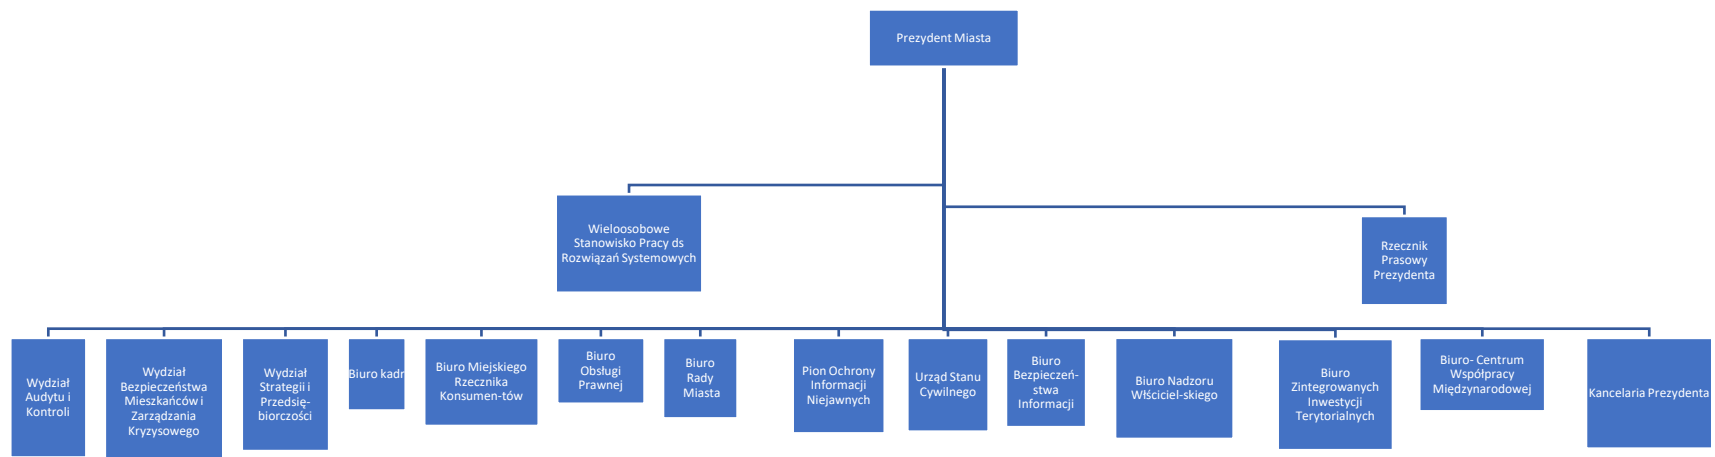 Prezydent Miasta
Wieloosobowe
Stanowisko Pracy ds
Rozwiązań Systemowych
Rzecznik
Prasowy
Prezydenta
Wydział
Audytu i
Kontroli
Wydział
Bezpieczeństwa
Mieszkańców i
Zarządzania
Kryzysowego
Wydział
Strategii i
Przedsię-
biorczości
Biuro kadr
Biuro Miejskiego
Rzecznika
Konsumen-tów
Biuro
Obsługi
Prawnej
Biuro
Rady
Miasta
Pion Ochrony
Informacji
Niejawnych
Urząd Stanu
Cywilnego
Biuro
Bezpieczeń-
stwa
Informacji
Biuro Nadzoru
Włściciel-skiego
Biuro
Zintegrowanych
Inwestycji
Terytorialnych
Biuro- Centrum
Współpracy
Międzynarodowej
Kancelaria Prezydenta